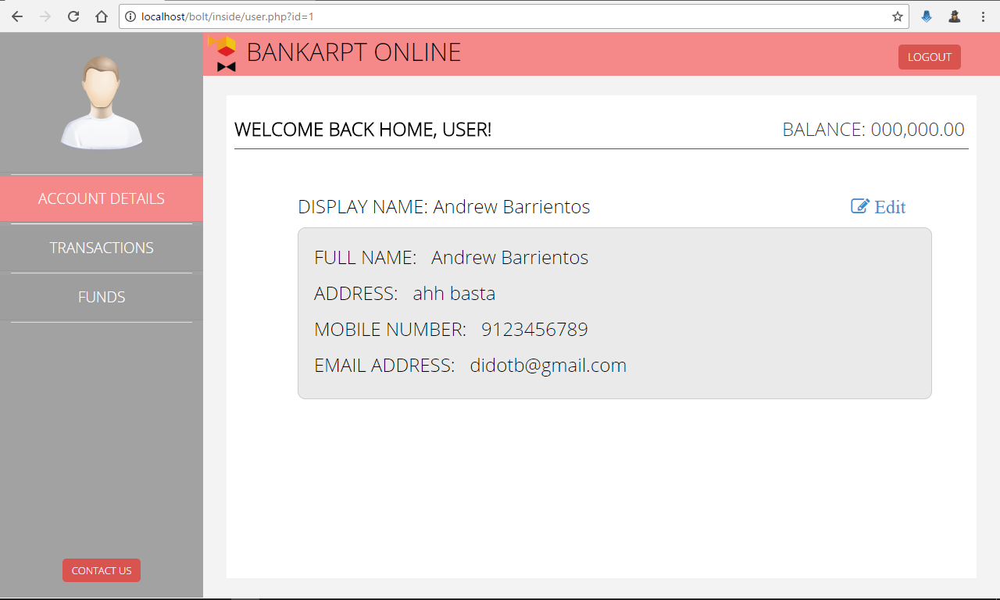 localhost/bolt/inside/user.php?id=1
BANKARPT ONLINE
LOGOUT
WELCOME BACK HOME, USER!
BALANCE: 000,000.00
ACCOUNT DETAILS
TRANSACTIONS
FUNDS
DISPLAY NAME: Andrew Barrientos
Edit
FULL NAME: Andrew Barrientos
ADDRESS: ahh basta
MOBILE NUMBER: 9123456789
EMAIL ADDRESS: didotb@gmail.com
CONTACT US